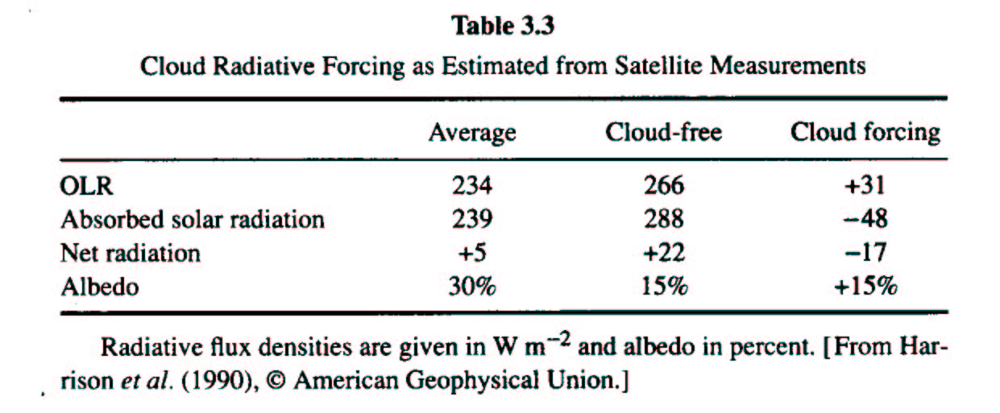 Table 3.3
Cloud Radiative Forcing as Estimated from Satellite Measurements
Average Cloud-free Cloud forcing
OLR 234 266 +31
Absorbed solar radiation 239 288 −48
Net radiation +5 +22 −17
Albedo 30% 15% +15%
Radiative flux densities are given in W m⁻² and albedo in percent. [From Har-
rison et al. (1990), © American Geophysical Union.]